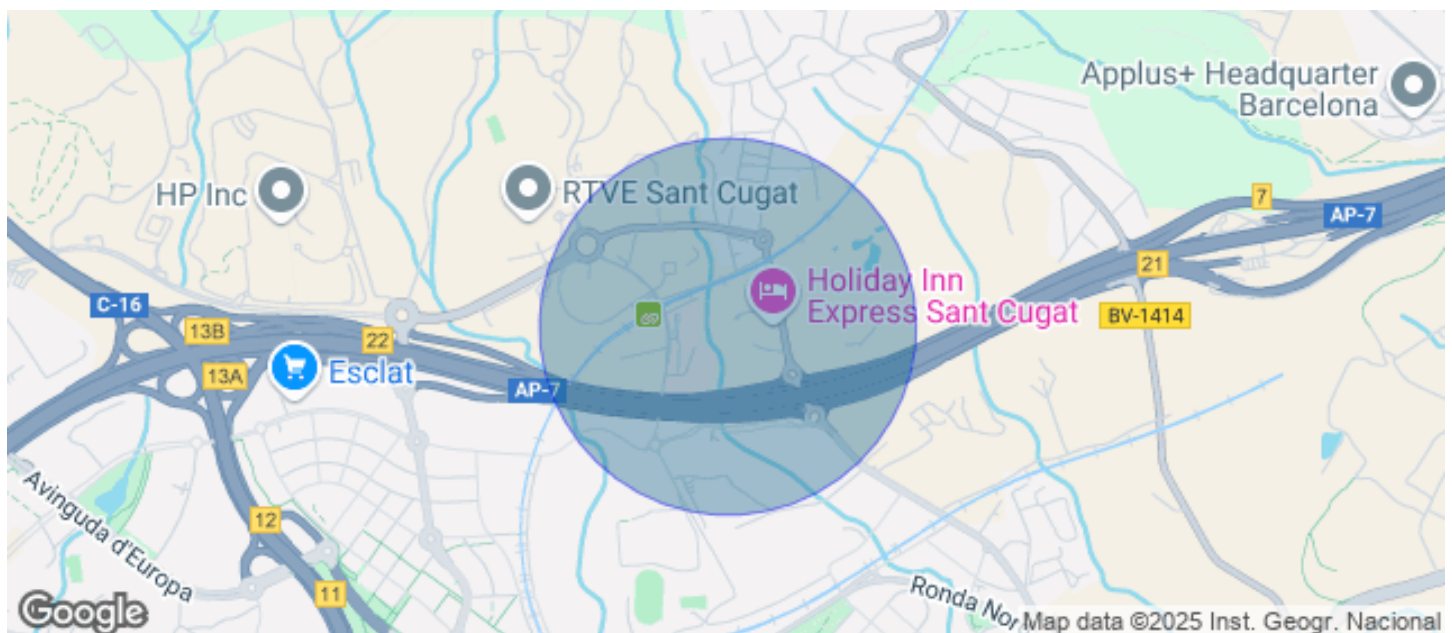 Applus+ Headquarter
Barcelona
HP Inc
RTVE Sant Cugat
7
AP-7
21
Holiday Inn
Express Sant Cugat
C-16
BV-1414
13B
22
13A
Esclat
AP-7
Avinguda d'Europa
12
11
Ronda Nor
Google
Map data ©2025 Inst. Geogr. Nacional